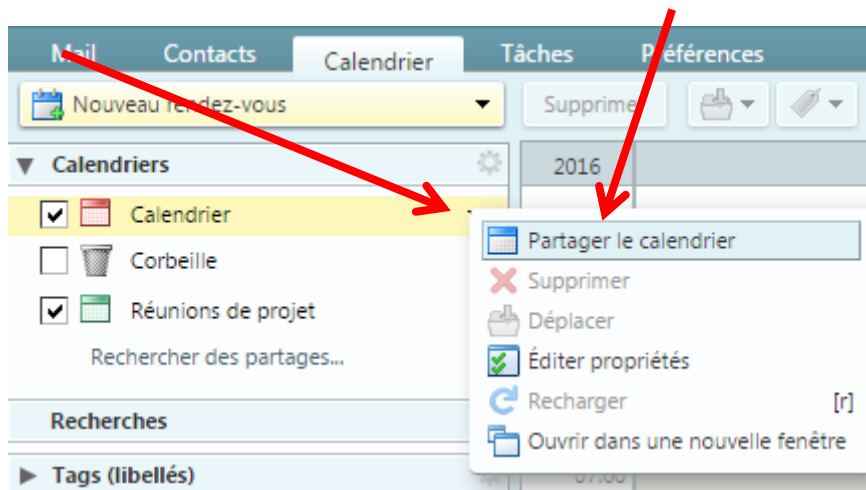 Mail Contacts Calendrier Tâches Préférences
Nouveau rendez-vous Supprimer
Calendriers 2016
Calendrier
Corbeille
Réunions de projet
Rechercher des partages...
Recherches
Tags (libellés)
Partager le calendrier
Supprimer
Déplacer
Éditer propriétés
Recharger [r]
Ouvrir dans une nouvelle fenêtre